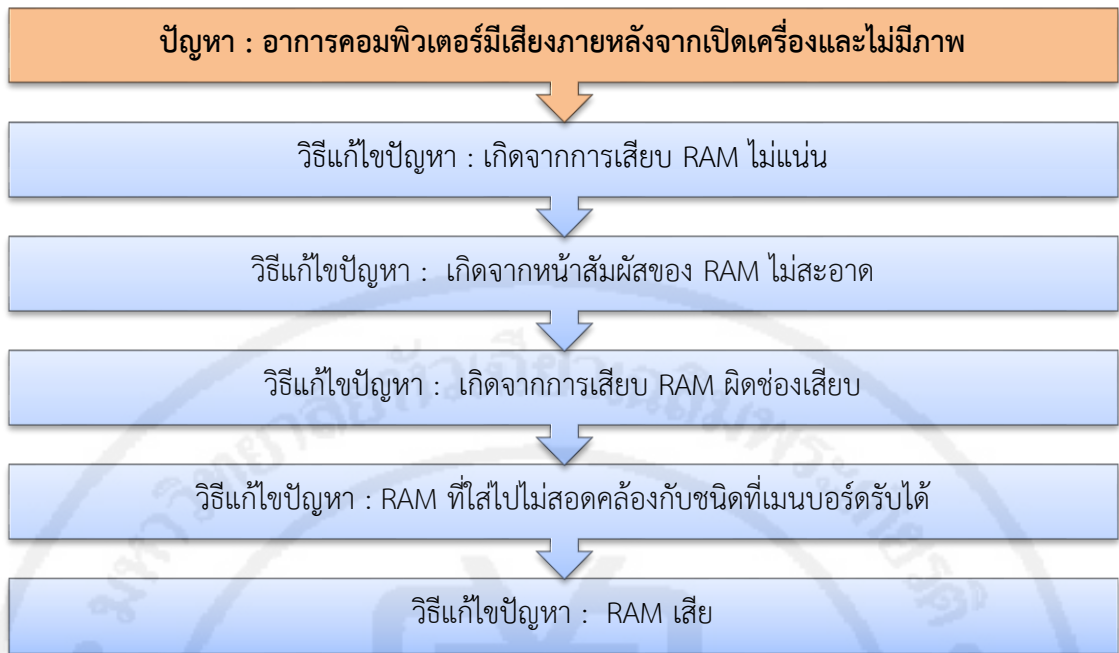 ปัญหา : อาการคอมพิวเตอร์มีเสียงภายหลังจากเปิดเครื่องและไม่มีภาพ
วิธีแก้ไขปัญหา : เกิดจากการเสียบ RAM ไม่แน่น
วิธีแก้ไขปัญหา : เกิดจากหน้าสัมผัสของ RAM ไม่สะอาด
วิธีแก้ไขปัญหา : เกิดจากการเสียบ RAM ผิดช่องเสียบ
วิธีแก้ไขปัญหา : RAM ที่ใส่ไปไม่สอดคล้องกับชนิดที่เมนบอร์ดรับได้
วิธีแก้ไขปัญหา : RAM เสีย